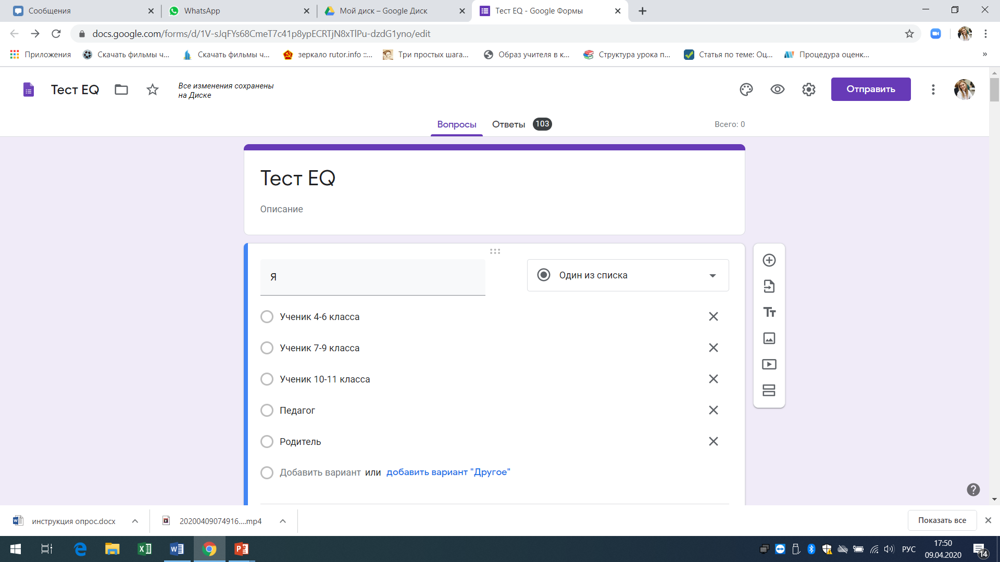 Сообщения
WhatsApp
Мой диск – Google Диск
Тест EQ - Google Формы
docs.google.com/forms/d/1V-sJqFYs68CmeT7c41p8ypECRTjN8xTlPu-dzdG1yno/edit
Приложения
Скачать фильмы ч...
Скачать фильмы ч...
зеркало rutor.info ::...
Три простых шага...
Образ учителя в к...
Структура урока п...
Статья по теме: Оц...
Процедура оценк...
»
Тест EQ
Все изменения сохранены
на Диске
Отправить
Вопросы
Ответы 103
Всего: 0
Тест EQ
Описание
Я
Один из списка
Ученик 4-6 класса
Ученик 7-9 класса
Ученик 10-11 класса
Педагог
Родитель
Добавить вариант или добавить вариант "Другое"
инструкция опрос.docx
20200409074916....mp4
Показать все
РУС
17:50
09.04.2020
14